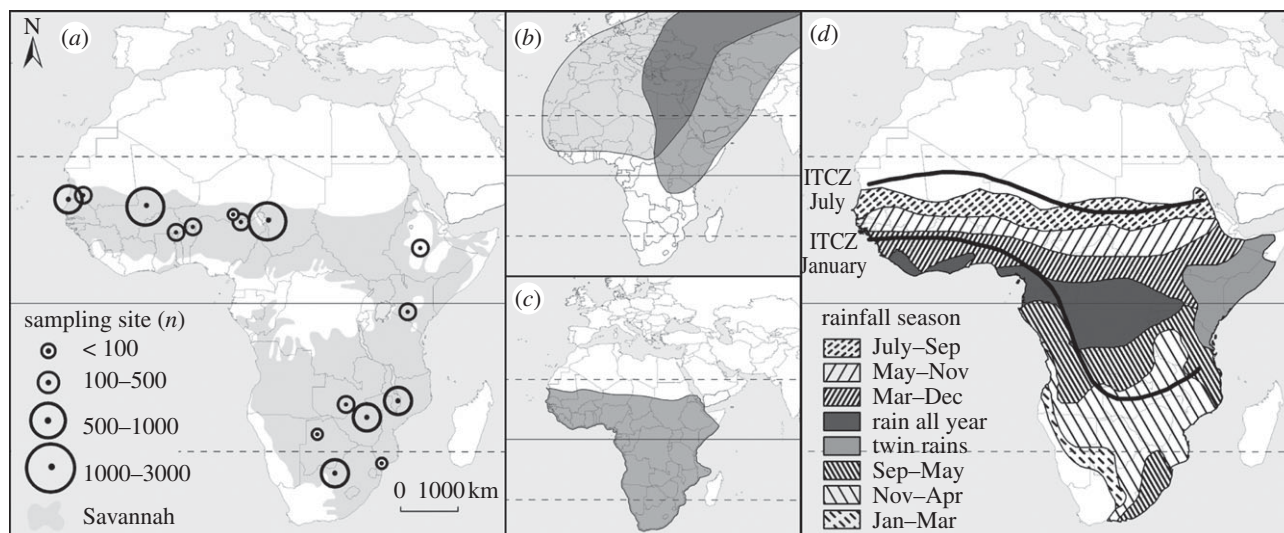 N
(a)
sampling site (n)
< 100
100–500
500–1000
1000–3000
Savannah
0 1000 km
(b)
(c)
(d)
ITCZ
July
ITCZ
January
rainfall season
July–Sep
May–Nov
Mar–Dec
rain all year
twin rains
Sep–May
Nov–Apr
Jan–Mar